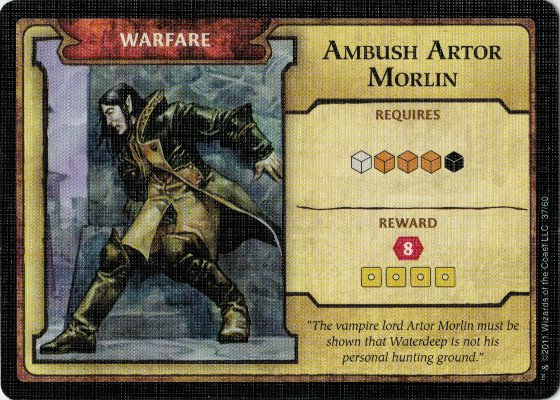 WARFARE
AMBUSH ARTOR
MORLIN
REQUIRES
REWARD
8
"The vampire lord Artor Morlin must be
shown that Waterdeep is not his
personal hunting ground."
™ & ©2011 Wizards of the Coast LLC 37/60